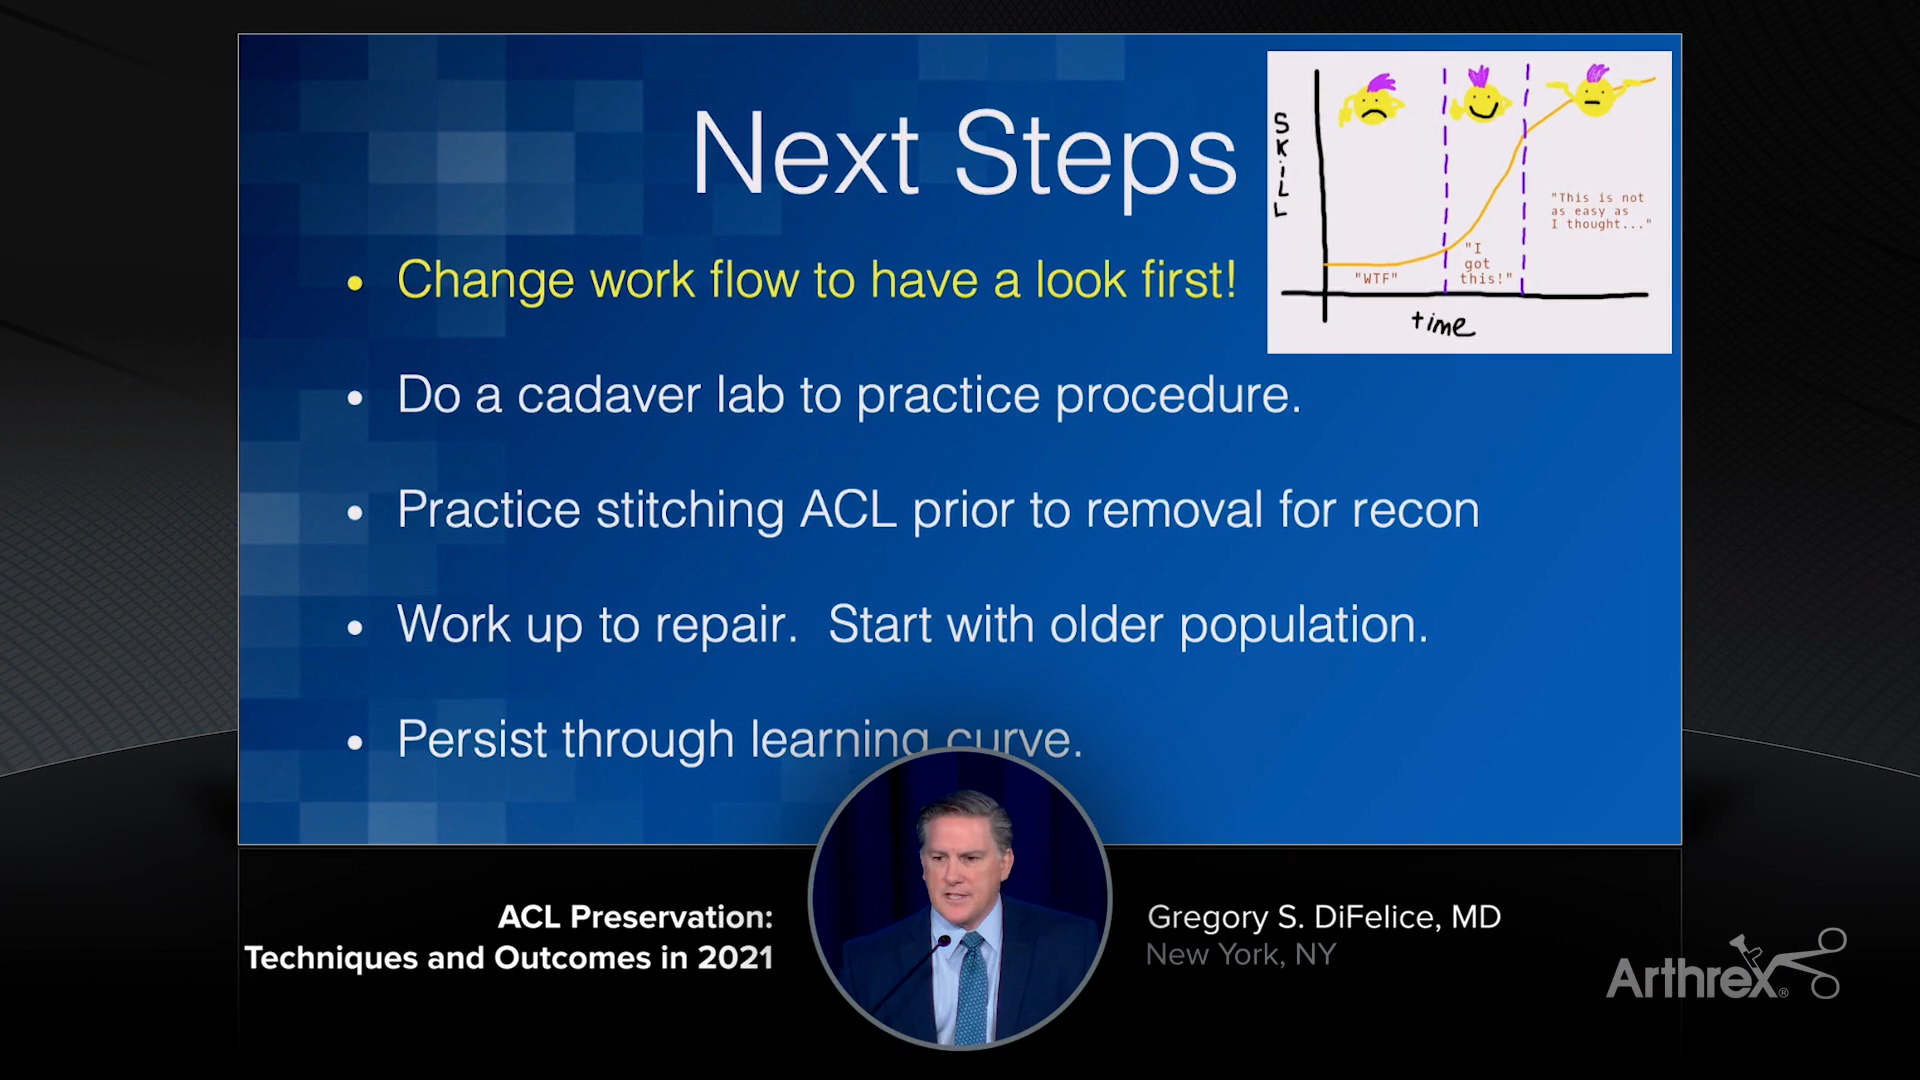 Next Steps
• Change work flow to have a look first!
• Do a cadaver lab to practice procedure.
• Practice stitching ACL prior to removal for recon
• Work up to repair.  Start with older population.
• Persist through learning curve.
SKiLL
"WTF"
"I
got
this!"
"This is not
as easy as
I thought..."
time
ACL Preservation:
Techniques and Outcomes in 2021
Gregory S. DiFelice, MD
New York, NY
Arthrex®